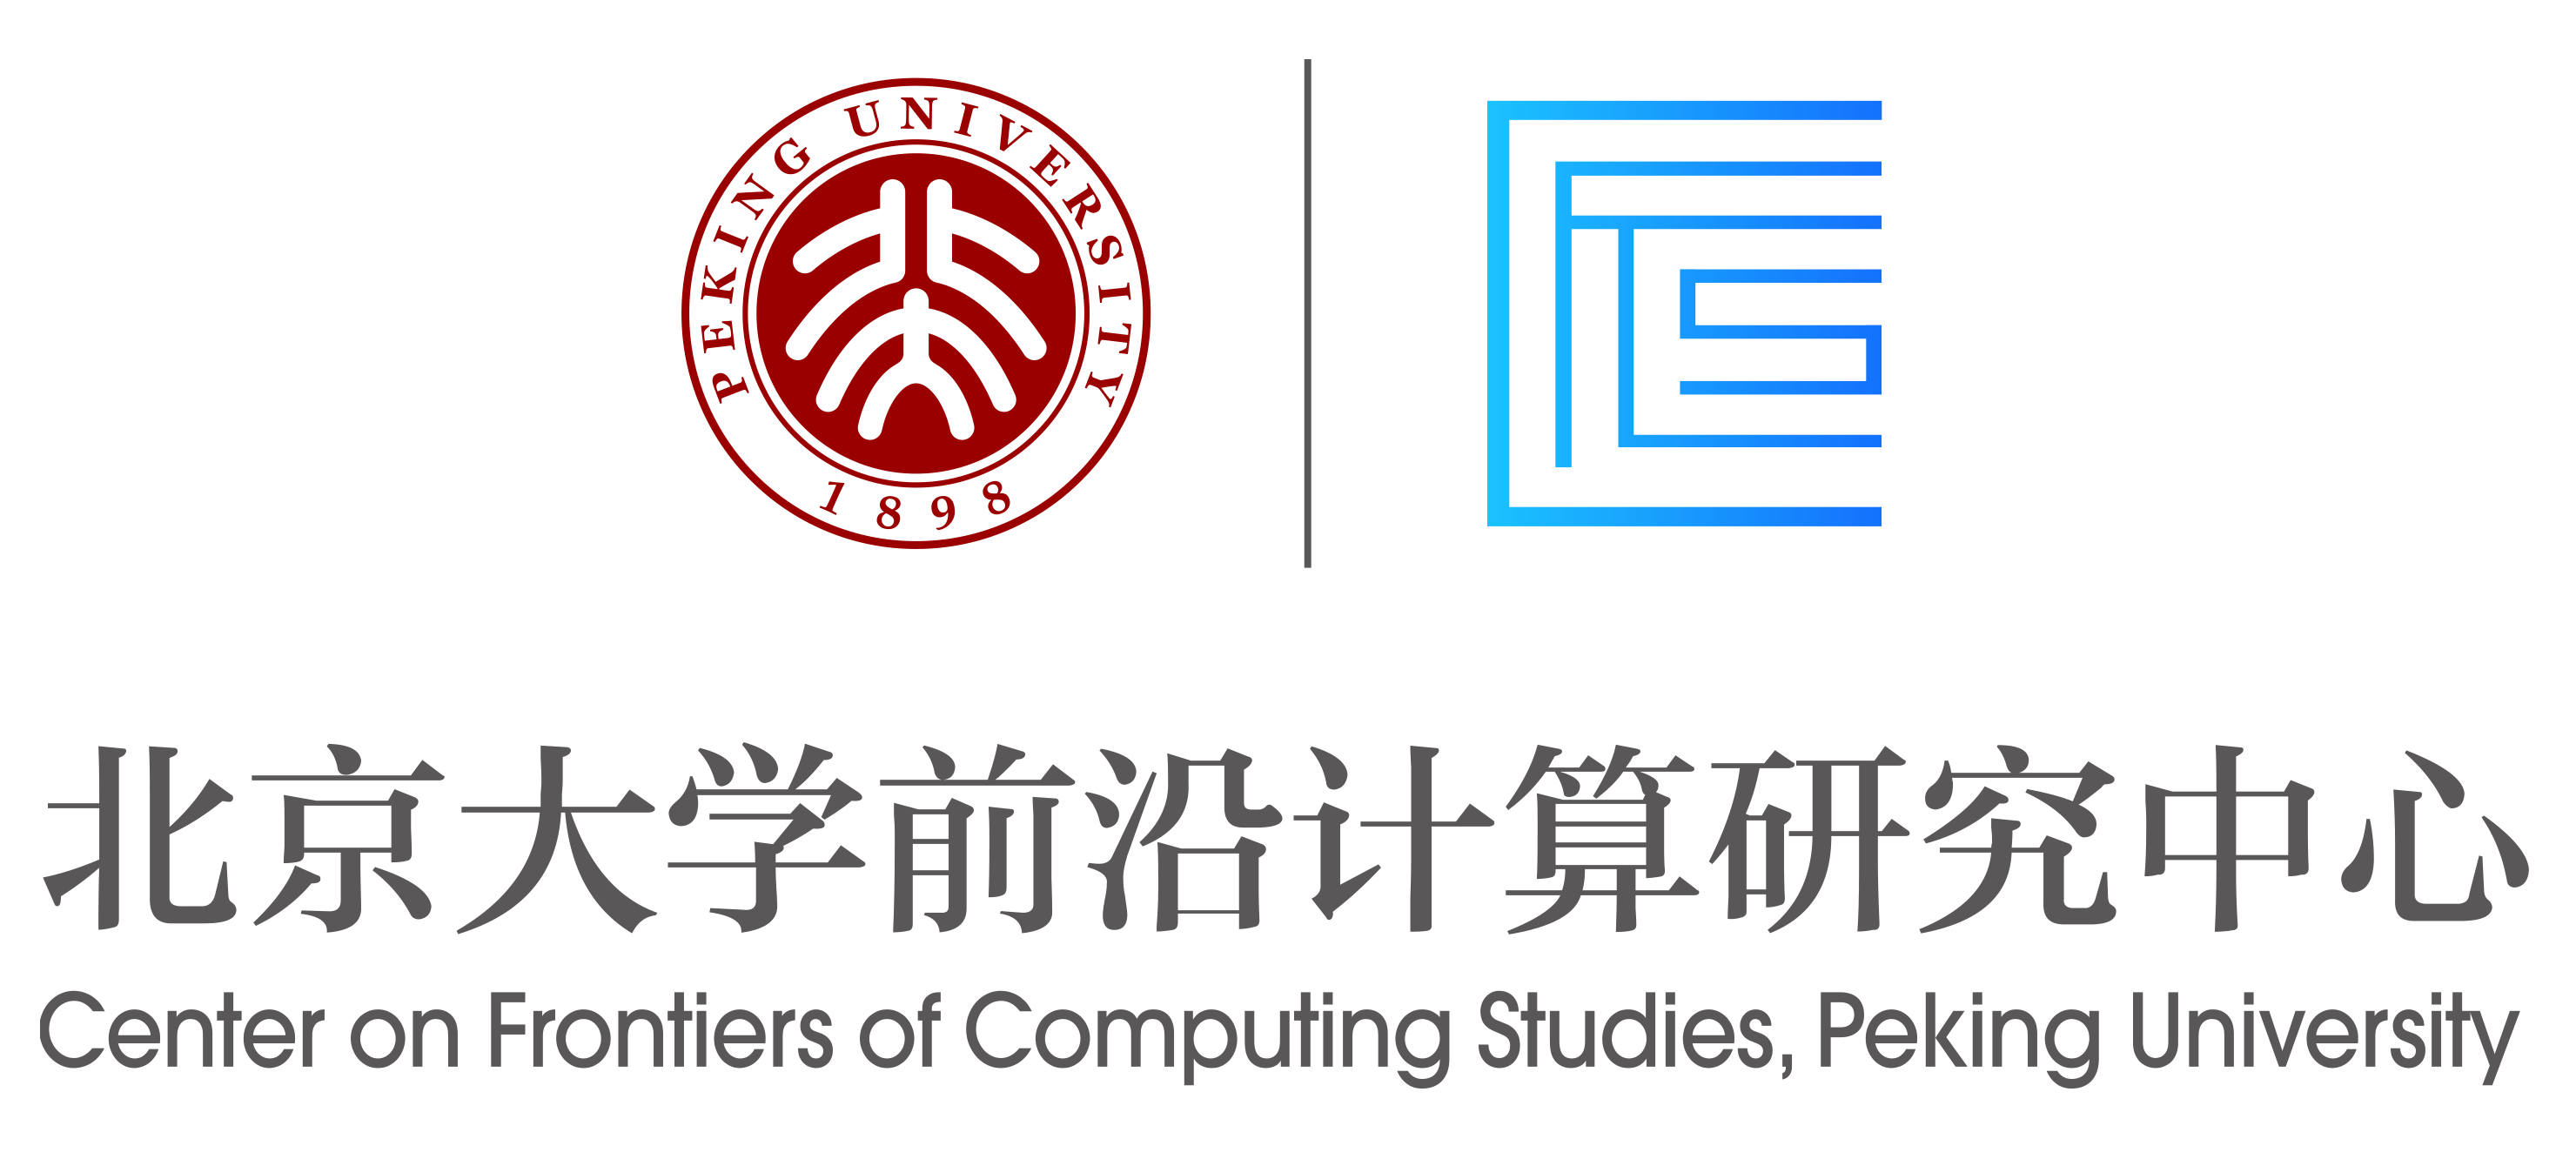 PEKING UNIVERSITY
1898
北京大学前沿计算研究中心
Center on Frontiers of Computing Studies, Peking University